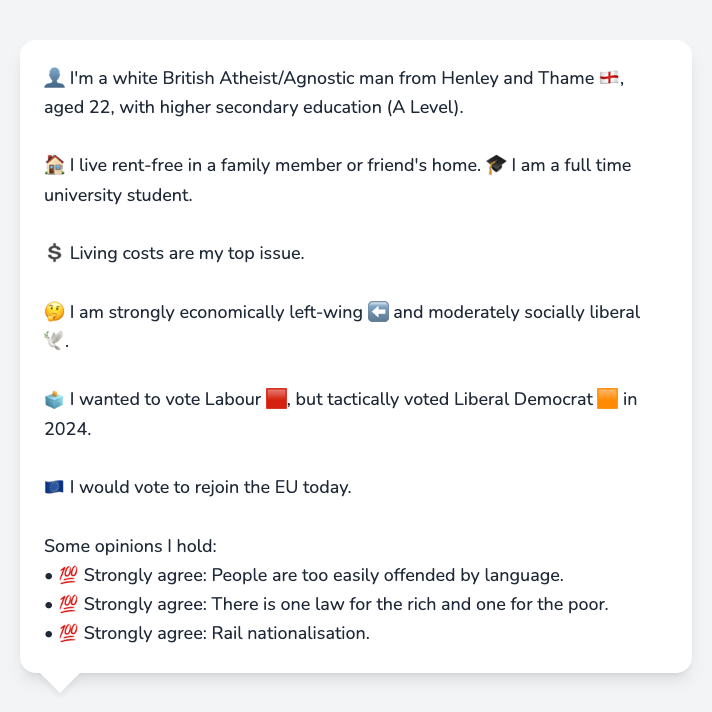 👤 I'm a white British Atheist/Agnostic man from Henley and Thame 🏴󠁧󠁢󠁥󠁮󠁧󠁿,
aged 22, with higher secondary education (A Level).
🏠 I live rent-free in a family member or friend's home. 🎓 I am a full time
university student.
💲 Living costs are my top issue.
🤔 I am strongly economically left-wing ⬅️ and moderately socially liberal
🕊️.
🗳️ I wanted to vote Labour 🟥, but tactically voted Liberal Democrat 🟧 in
2024.
🇪🇺 I would vote to rejoin the EU today.
Some opinions I hold:
• 💯 Strongly agree: People are too easily offended by language.
• 💯 Strongly agree: There is one law for the rich and one for the poor.
• 💯 Strongly agree: Rail nationalisation.